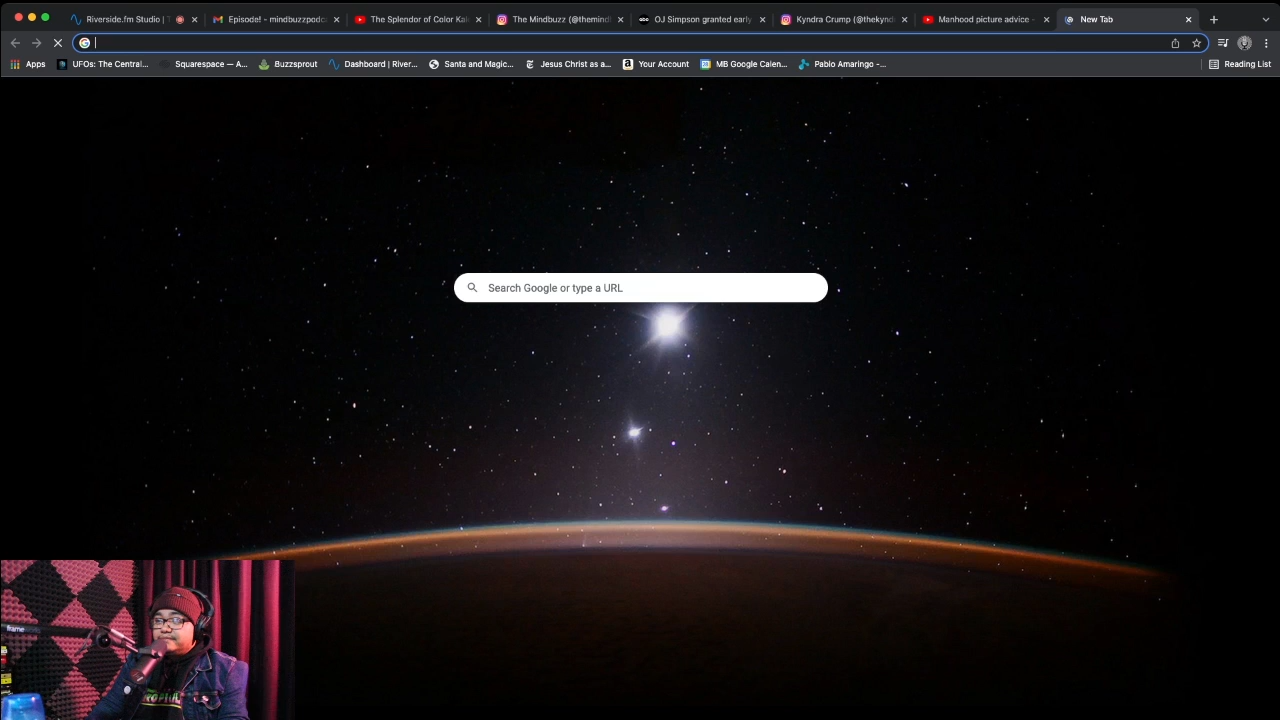 Riverside.fm Studio | T
Episode! - mindbuzzpodc
The Splendor of Color Kal
The Mindbuzz (@themind
abc
OJ Simpson granted early
Kyndra Crump (@thekynd
Manhood picture advice -
New Tab
Apps
UFOs: The Central...
Squarespace — A...
Buzzsprout
Dashboard | River...
Santa and Magic...
Jesus Christ as a...
a
Your Account
MB Google Calen...
Pablo Amaringo -...
Reading List
Search Google or type a URL
frame